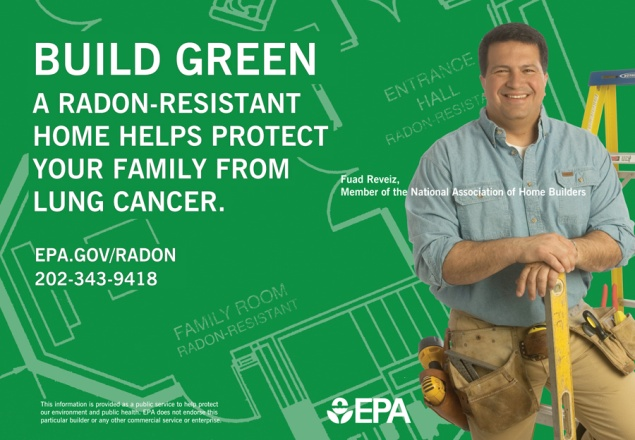 BUILD GREEN
A RADON-RESISTANT
HOME HELPS PROTECT
YOUR FAMILY FROM
LUNG CANCER.
EPA.GOV/RADON
202-343-9418
ENTRANCE
HALL
RADON-RESISTA
Fuad Reveiz,
Member of the National Association of Home Builders
FAMILY ROOM
RADON-RESISTANT
This information is provided as a public service to help protect
our environment and public health. EPA does not endorse this
particular builder or any other commercial service or enterprise.
EPA